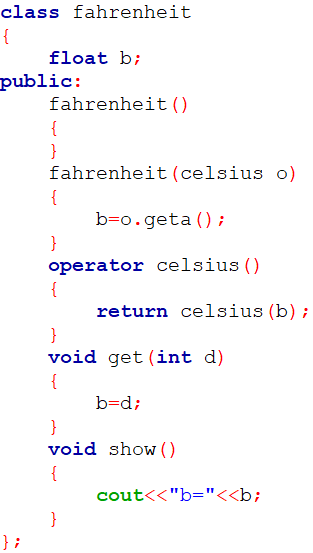 class fahrenheit
{
    float b;
public:
    fahrenheit()
    {
    }
    fahrenheit(celsius o)
    {
        b=o.geta();
    }
    operator celsius()
    {
        return celsius(b);
    }
    void get(int d)
    {
        b=d;
    }
    void show()
    {
        cout<<"b="<<b;
    }
};